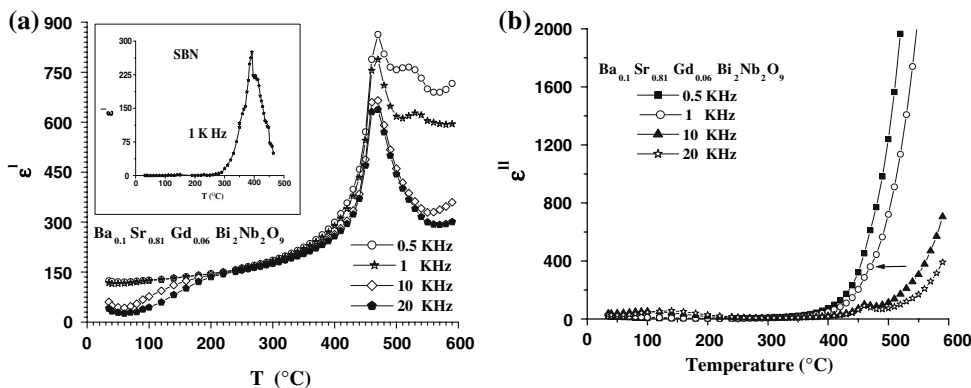 (a)
900
750
600
450
300
150
0
ε^I
0 100 200 300 400 500 600
T (°C)
300
225
150
75
0
ε^I
SBN
1 K Hz
0 100 200 300 400 500
T (°C)
Ba0.1 Sr0.81 Gd0.06 Bi2Nb2O9
0.5 KHz
1 KHz
10 KHz
20 KHz
(b)
2000
1600
1200
800
400
0
ε^II
Ba0.1 Sr0.81 Gd0.06 Bi2Nb2O9
0.5 KHz
1 KHz
10 KHz
20 KHz
0 100 200 300 400 500 600
Temperature (°C)